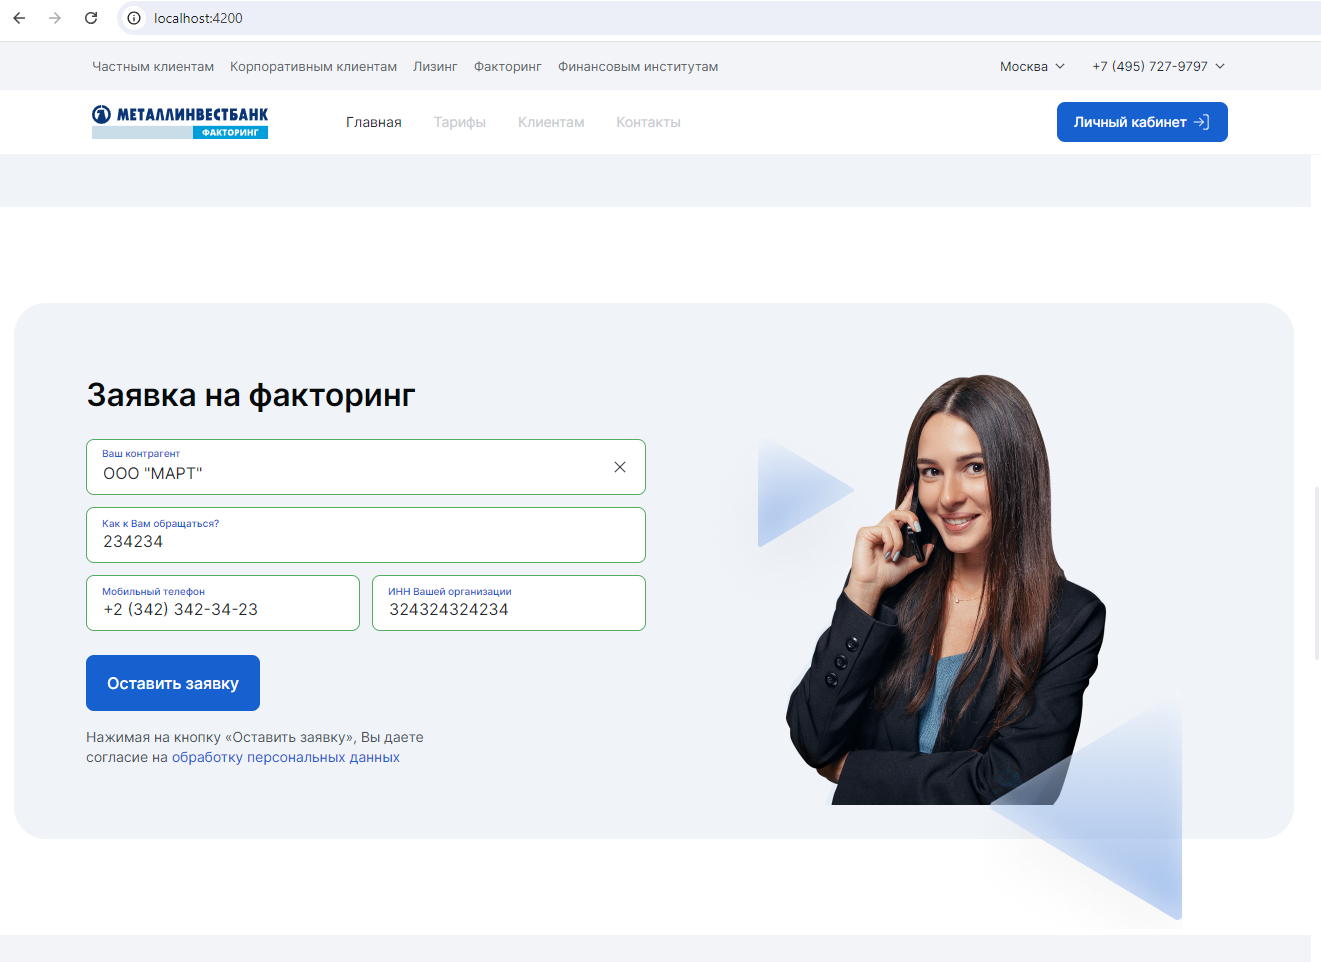 localhost:4200
Частным клиентам Корпоративным клиентам Лизинг Факторинг Финансовым институтам Москва +7 (495) 727-9797
МЕТАЛЛИНВЕСТБАНК
ФАКТОРИНГ
Главная Тарифы Клиентам Контакты Личный кабинет
Заявка на факторинг
Ваш контрагент
ООО "МАРТ"
Как к Вам обращаться?
234234
Мобильный телефон
+2 (342) 342-34-23
ИНН Вашей организации
324324324234
Оставить заявку
Нажимая на кнопку «Оставить заявку», Вы даете
согласие на обработку персональных данных